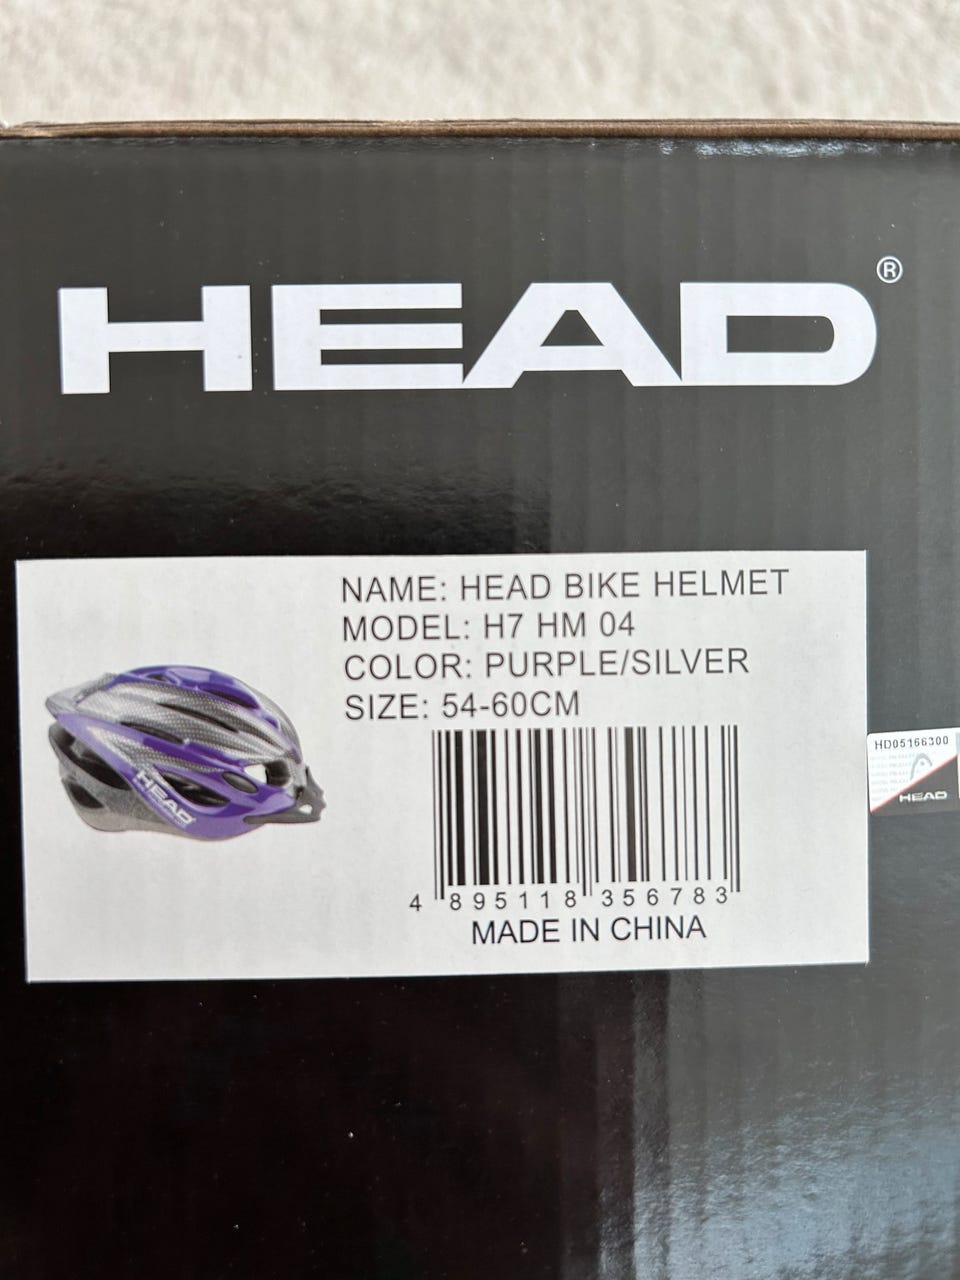 HEAD®
NAME: HEAD BIKE HELMET
MODEL: H7 HM 04
COLOR: PURPLE/SILVER
SIZE: 54-60CM
HEAD
4 895118 356783
MADE IN CHINA
HD05166300
HEAD